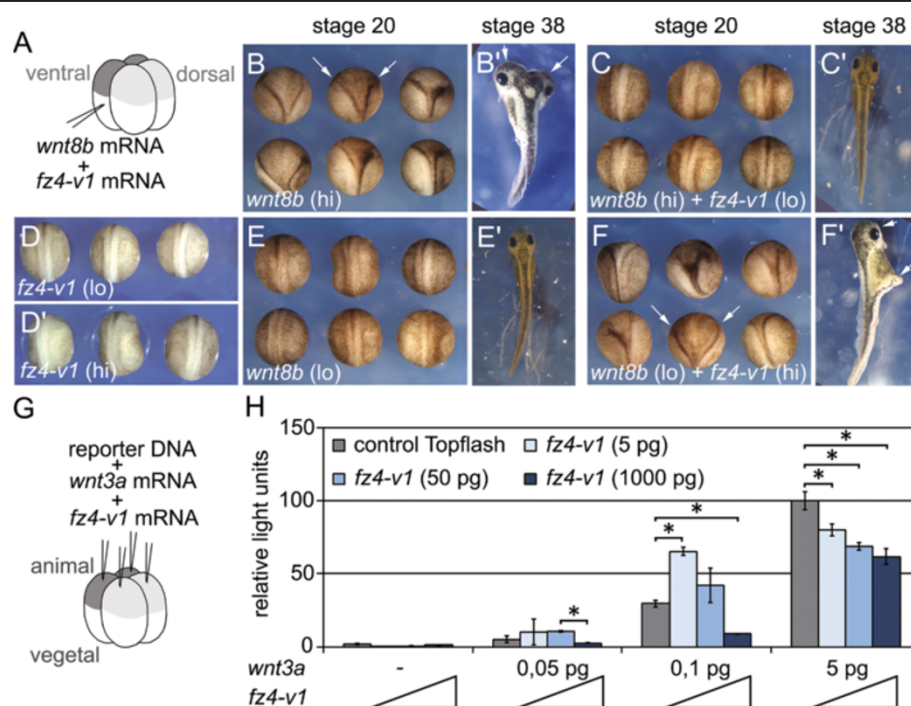 stage 20
stage 38
stage 20
stage 38
A
ventral
dorsal
wnt8b mRNA
+
fz4-v1 mRNA
B
wnt8b (hi)
B'
C
wnt8b (hi) + fz4-v1 (lo)
C'
D
fz4-v1 (lo)
D'
fz4-v1 (hi)
E
wnt8b (lo)
E'
F
wnt8b (lo) + fz4-v1 (hi)
F'
G
reporter DNA
+
wnt3a mRNA
+
fz4-v1 mRNA
animal
vegetal
H
relative light units
150
100
50
0
control Topflash
fz4-v1 (5 pg)
fz4-v1 (50 pg)
fz4-v1 (1000 pg)
*
*
*
*
*
*
wnt3a
-
0,05 pg
0,1 pg
5 pg
fz4-v1